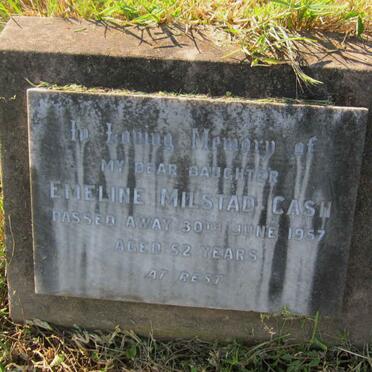 In Loving Memory of
MY DEAR DAUGHTER
EMELINE MILSTAD CASH
PASSED AWAY 30TH JUNE 1957
AGED 52 YEARS
AT REST